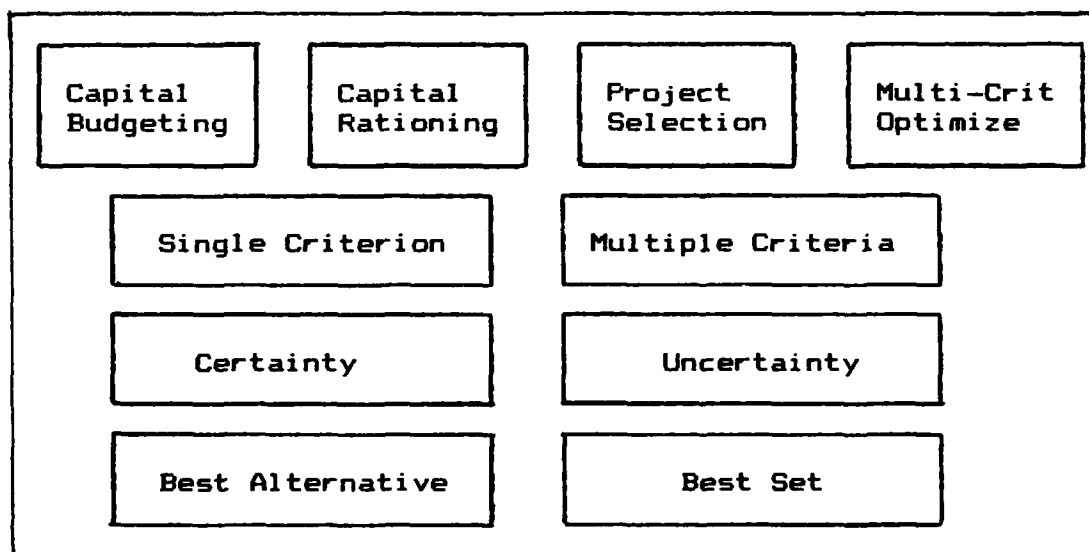 Capital
Budgeting
Capital
Rationing
Project
Selection
Multi-Crit
Optimize
Single Criterion
Multiple Criteria
Certainty
Uncertainty
Best Alternative
Best Set